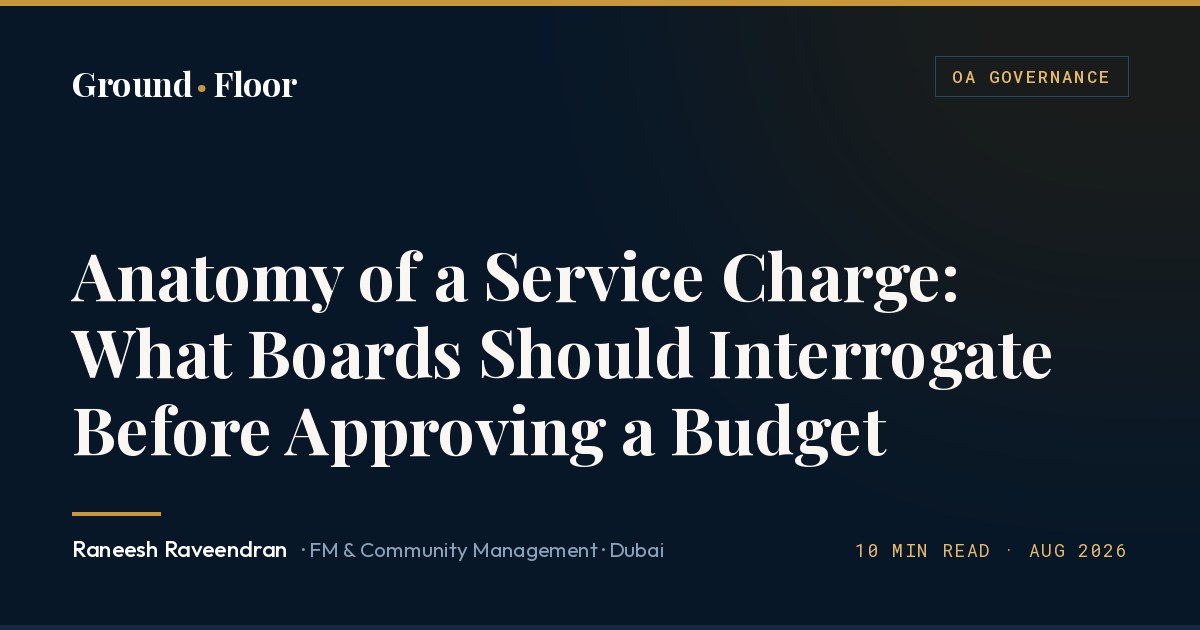 Ground · Floor
OA GOVERNANCE
Anatomy of a Service Charge:
What Boards Should Interrogate
Before Approving a Budget
Raneesh Raveendran · FM & Community Management · Dubai
10 MIN READ · AUG 2026